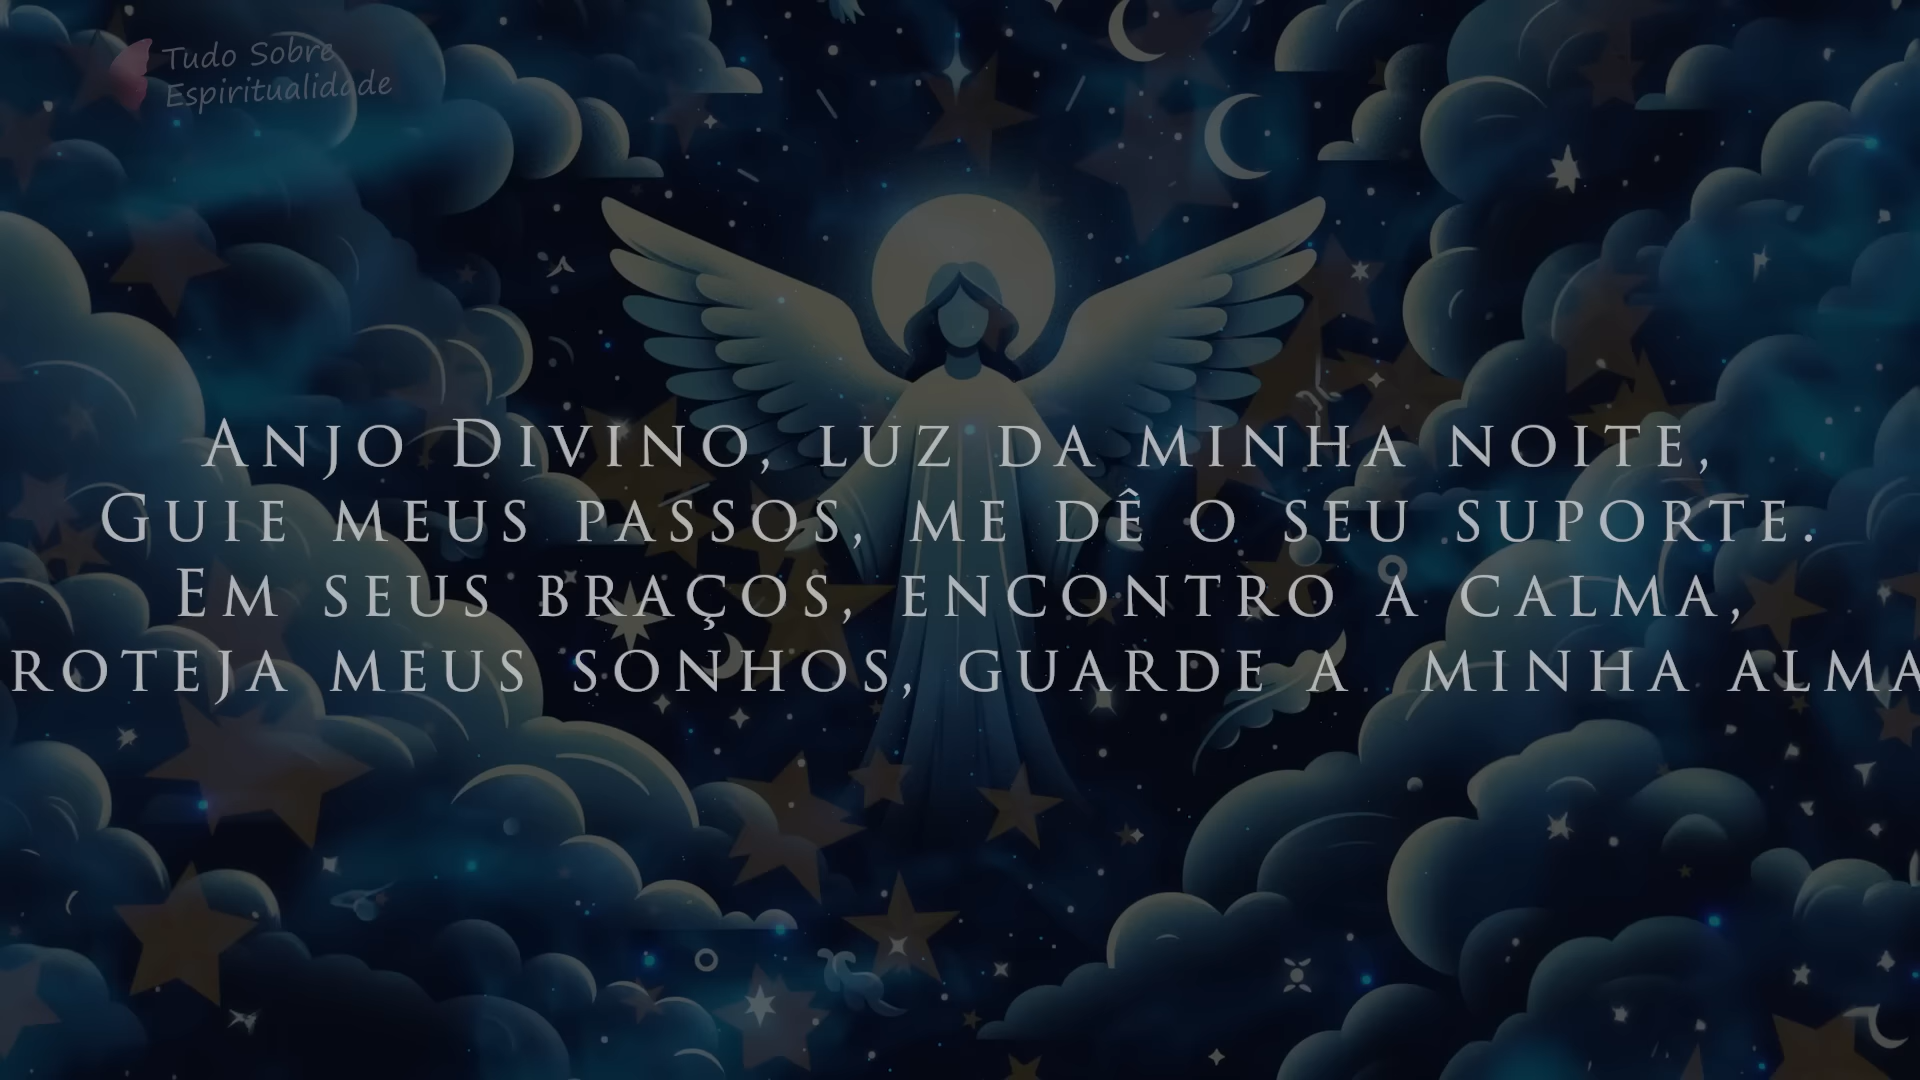 Tudo Sobre
Espiritualidade
Anjo Divino, luz da minha noite,
Guie meus passos, me dê o seu suporte.
Em seus braços, encontro a calma,
roteja meus sonhos, guarde a minha alma